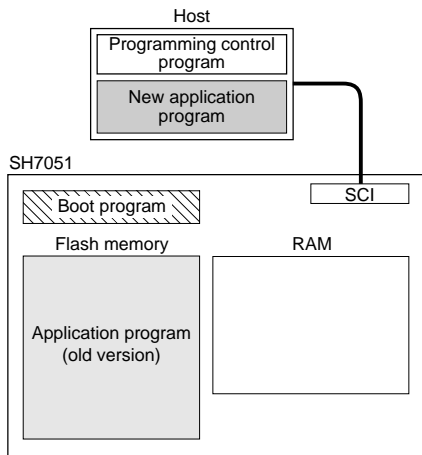 Host
Programming control
program
New application
program
SH7051
SCI
Boot program
Flash memory
RAM
Application program
(old version)